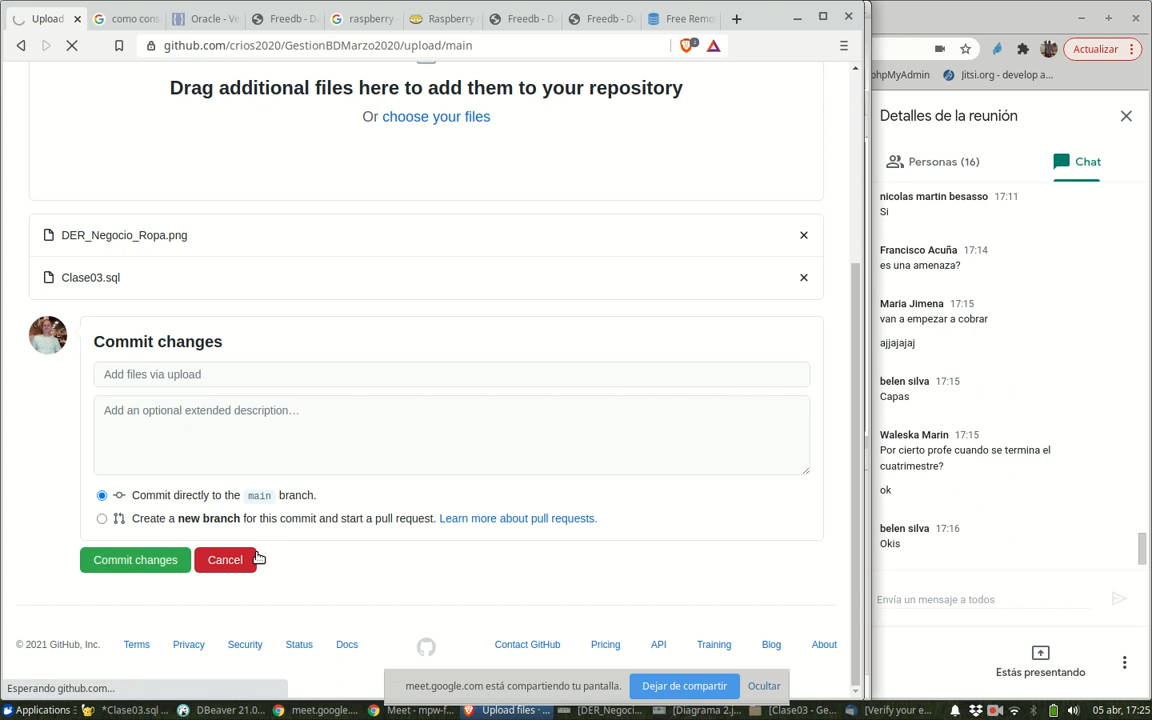 Upload
como con
Oracle - Ve
Freedb - D
raspberry
Raspberry
Freedb - D
Freedb - D
Free Remo
github.com/crios2020/GestionBDMarzo2020/upload/main
Actualizar
phpMyAdmin
Jitsi.org - develop a...
Drag additional files here to add them to your repository
Or choose your files
DER_Negocio_Ropa.png
Clase03.sql
Commit changes
Add files via upload
Add an optional extended description…
Commit directly to the main branch.
Create a new branch for this commit and start a pull request. Learn more about pull requests.
Commit changes
Cancel
© 2021 GitHub, Inc.
Terms
Privacy
Security
Status
Docs
Contact GitHub
Pricing
API
Training
Blog
About
Esperando github.com...
meet.google.com está compartiendo tu pantalla.
Dejar de compartir
Ocultar
Detalles de la reunión
Personas (16)
Chat
nicolas martin besasso 17:11
Si
Francisco Acuña 17:14
es una amenaza?
Maria Jimena 17:15
van a empezar a cobrar
ajjajajaj
belen silva 17:15
Capas
Waleska Marin 17:15
Por cierto profe cuando se termina el
cuatrimestre?
ok
belen silva 17:16
Okis
Envía un mensaje a todos
Estás presentando
Applications
*Clase03.sql ...
DBeaver 21.0...
meet.google....
Meet - mpw-f...
Upload files · ...
[DER_Negoci...
[Diagrama 2.j...
[Clase03 - Ge...
[Verify your e...
05 abr, 17:25